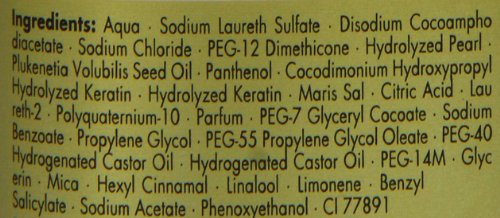 Ingredients: Aqua · Sodium Laureth Sulfate · Disodium Cocoampho
diacetate · Sodium Chloride · PEG-12 Dimethicone · Hydrolyzed Pearl ·
Plukenetia Volubilis Seed Oil · Panthenol · Cocodimonium Hydroxypropyl
Hydrolyzed Keratin · Hydrolyzed Keratin · Maris Sal · Citric Acid · Lau
reth-2 · Polyquaternium-10 · Parfum · PEG-7 Glyceryl Cocoate · Sodium
Benzoate · Propylene Glycol · PEG-55 Propylene Glycol Oleate · PEG-40
Hydrogenated Castor Oil · Hydrogenated Castor Oil · PEG-14M · Glyc
erin · Mica · Hexyl Cinnamal · Linalool · Limonene · Benzyl
Salicylate · Sodium Acetate · Phenoxyethanol · CI 77891